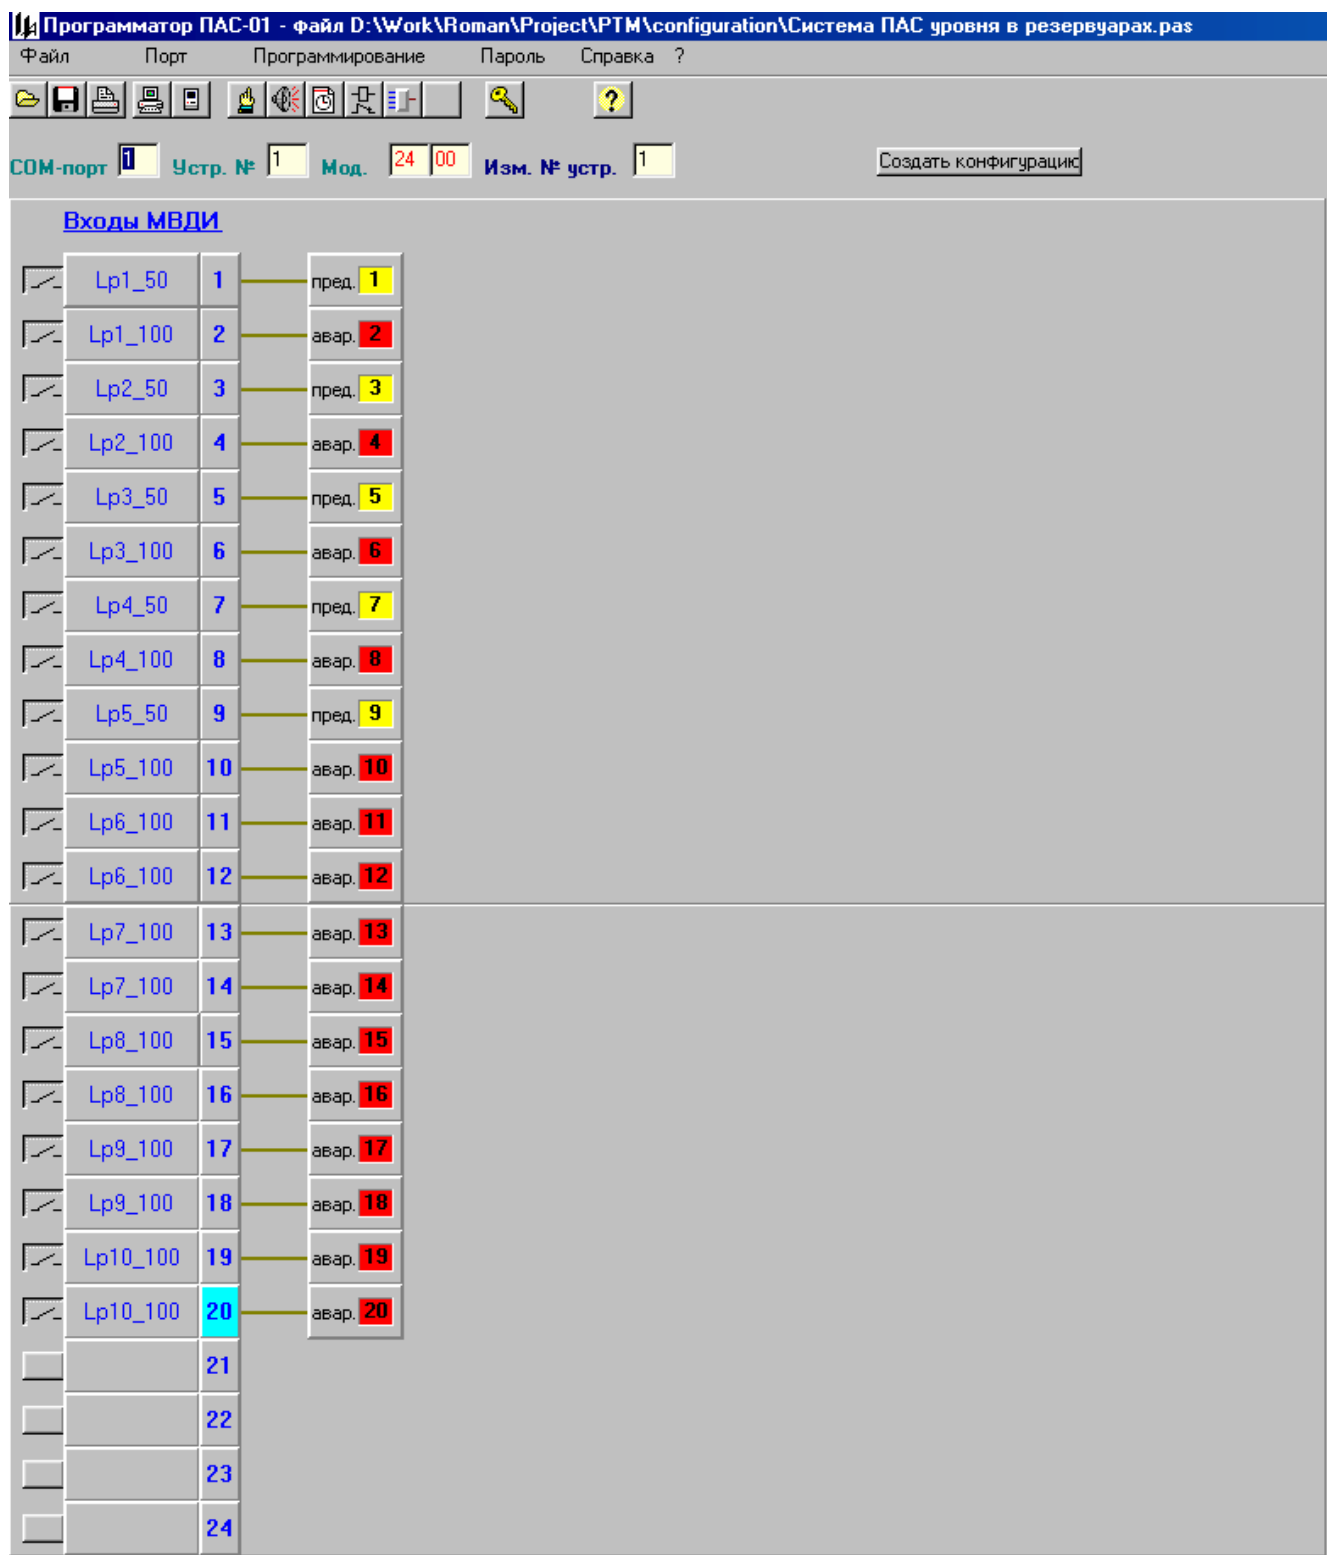 Программатор ПАС-01 - файл D:\Work\Roman\Project\PTM\configuration\Система ПАС уровня в резервуарах.pas
Файл Порт Программирование Пароль Справка ?
COM-порт 1 Устр. № 1 Мод. 24 00 Изм. № устр. 1 Создать конфигурацию
Входы МВДИ
Lp1_50 1 пред. 1
Lp1_100 2 авар. 2
Lp2_50 3 пред. 3
Lp2_100 4 авар. 4
Lp3_50 5 пред. 5
Lp3_100 6 авар. 6
Lp4_50 7 пред. 7
Lp4_100 8 авар. 8
Lp5_50 9 пред. 9
Lp5_100 10 авар. 10
Lp6_100 11 авар. 11
Lp6_100 12 авар. 12
Lp7_100 13 авар. 13
Lp7_100 14 авар. 14
Lp8_100 15 авар. 15
Lp8_100 16 авар. 16
Lp9_100 17 авар. 17
Lp9_100 18 авар. 18
Lp10_100 19 авар. 19
Lp10_100 20 авар. 20
21
22
23
24